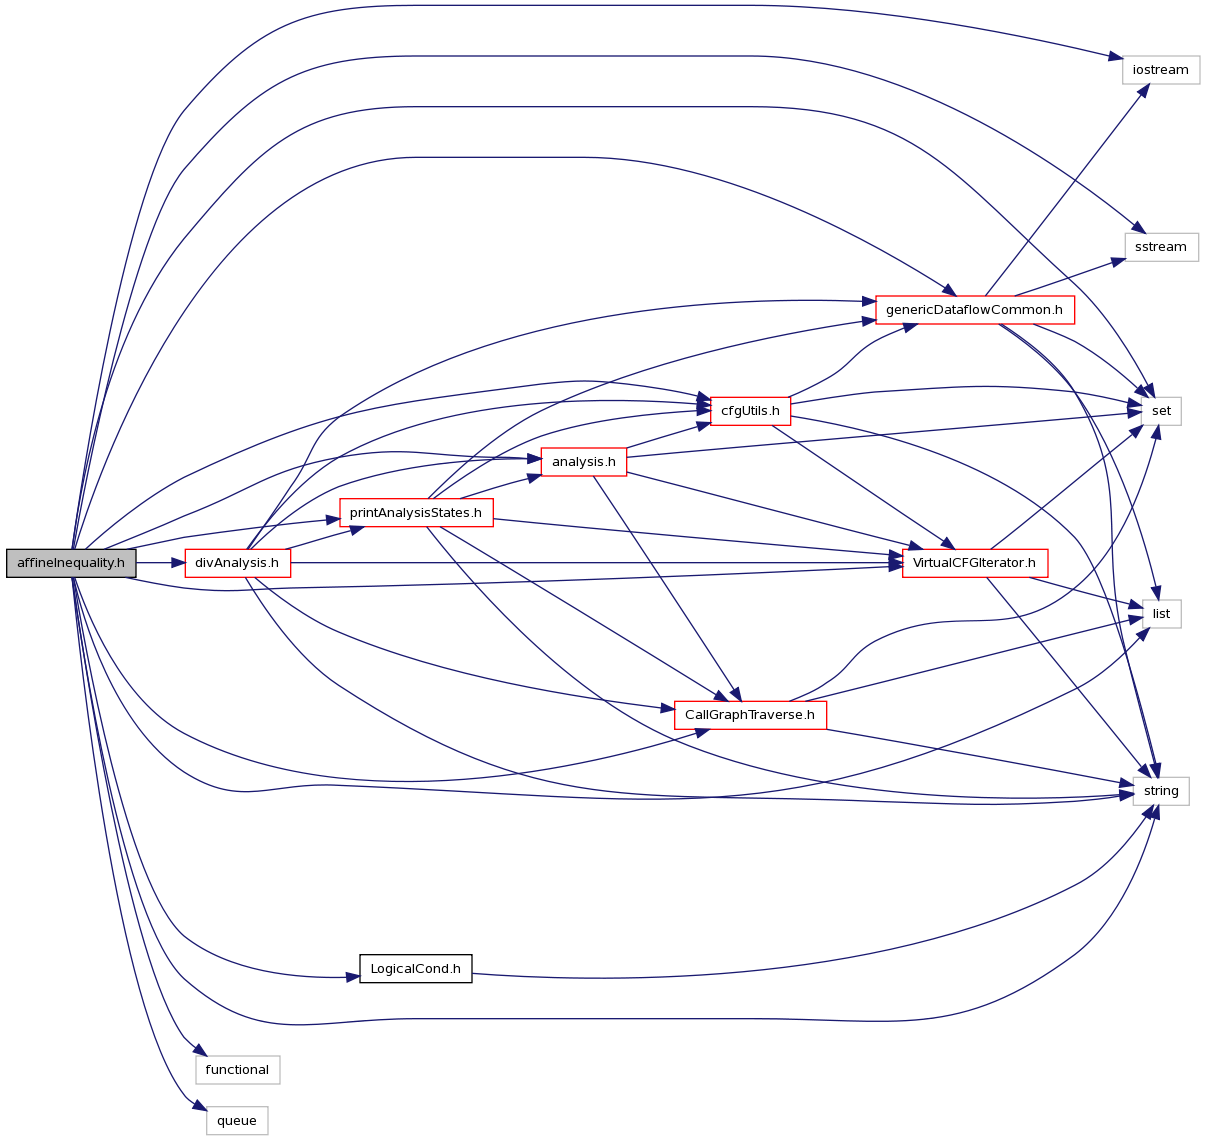 iostream
sstream
genericDataflowCommon.h
cfgUtils.h
set
analysis.h
printAnalysisStates.h
affineInequality.h
divAnalysis.h
VirtualCFGIterator.h
list
CallGraphTraverse.h
string
LogicalCond.h
functional
queue